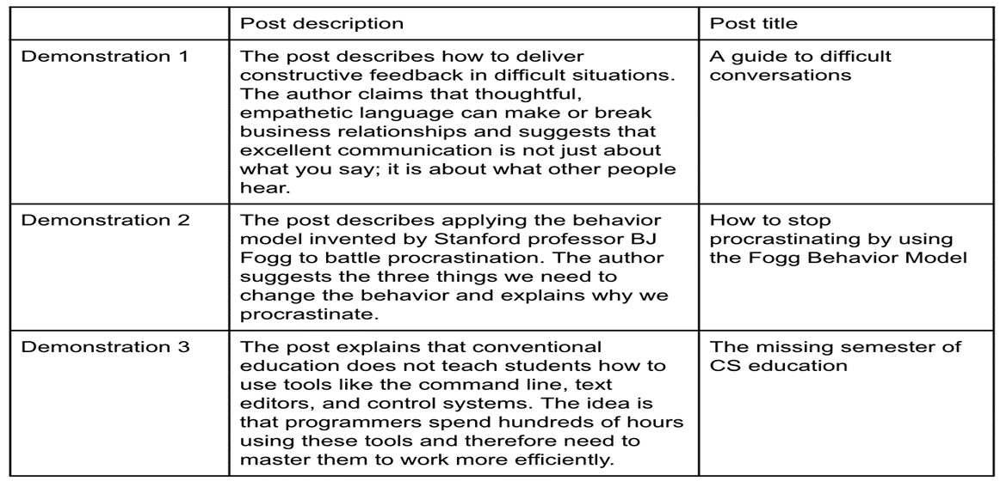 Post description
Post title
Demonstration 1
The post describes how to deliver
constructive feedback in difficult situations.
The author claims that thoughtful,
empathetic language can make or break
business relationships and suggests that
excellent communication is not just about
what you say; it is about what other people
hear.
A guide to difficult
conversations
Demonstration 2
The post describes applying the behavior
model invented by Stanford professor BJ
Fogg to battle procrastination. The author
suggests the three things we need to
change the behavior and explains why we
procrastinate.
How to stop
procrastinating by using
the Fogg Behavior Model
Demonstration 3
The post explains that conventional
education does not teach students how to
use tools like the command line, text
editors, and control systems. The idea is
that programmers spend hundreds of hours
using these tools and therefore need to
master them to work more efficiently.
The missing semester of
CS education